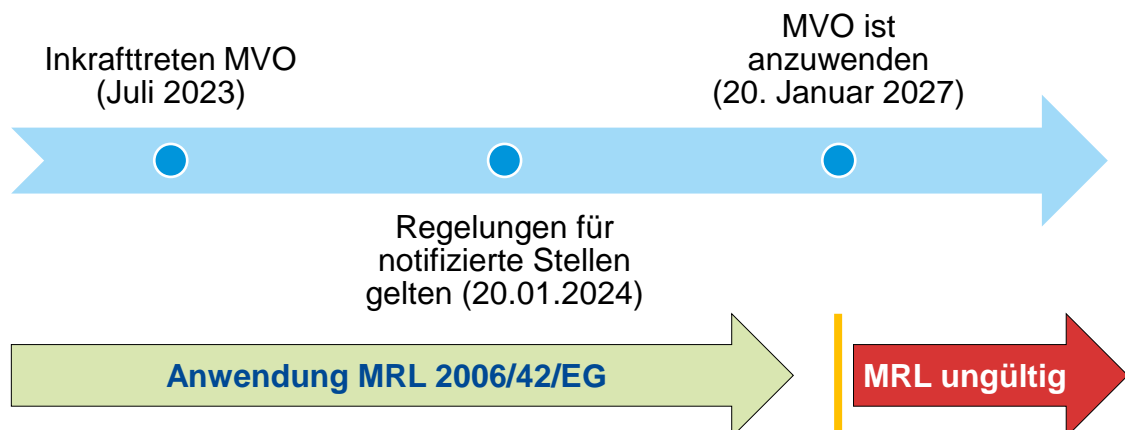 Inkrafttreten MVO
(Juli 2023)
MVO ist
anzuwenden
(20. Januar 2027)
Regelungen für
notifizierte Stellen
gelten (20.01.2024)
Anwendung MRL 2006/42/EG
MRL ungültig